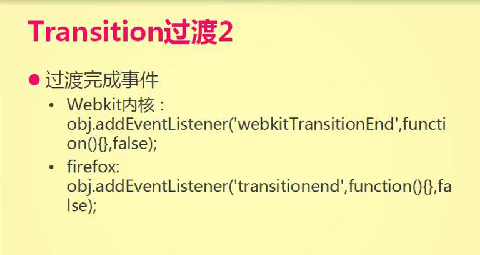 Transition过渡2
过渡完成事件
Webkit内核：
obj.addEventListener('webkitTransitionEnd',functi
on(){},false);
firefox:
obj.addEventListener('transitionend',function(){},fa
lse);